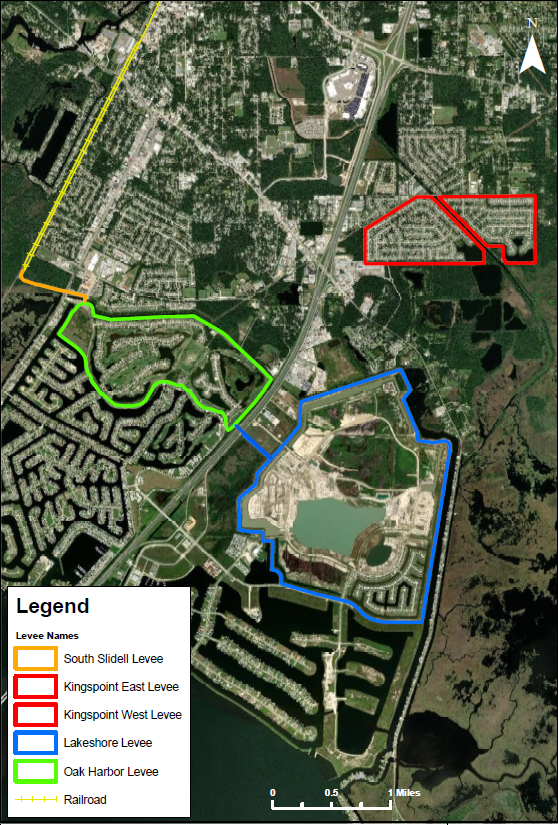 N
Legend
Levee Names
South Slidell Levee
Kingspoint East Levee
Kingspoint West Levee
Lakeshore Levee
Oak Harbor Levee
Railroad
0 0.5 1 Miles